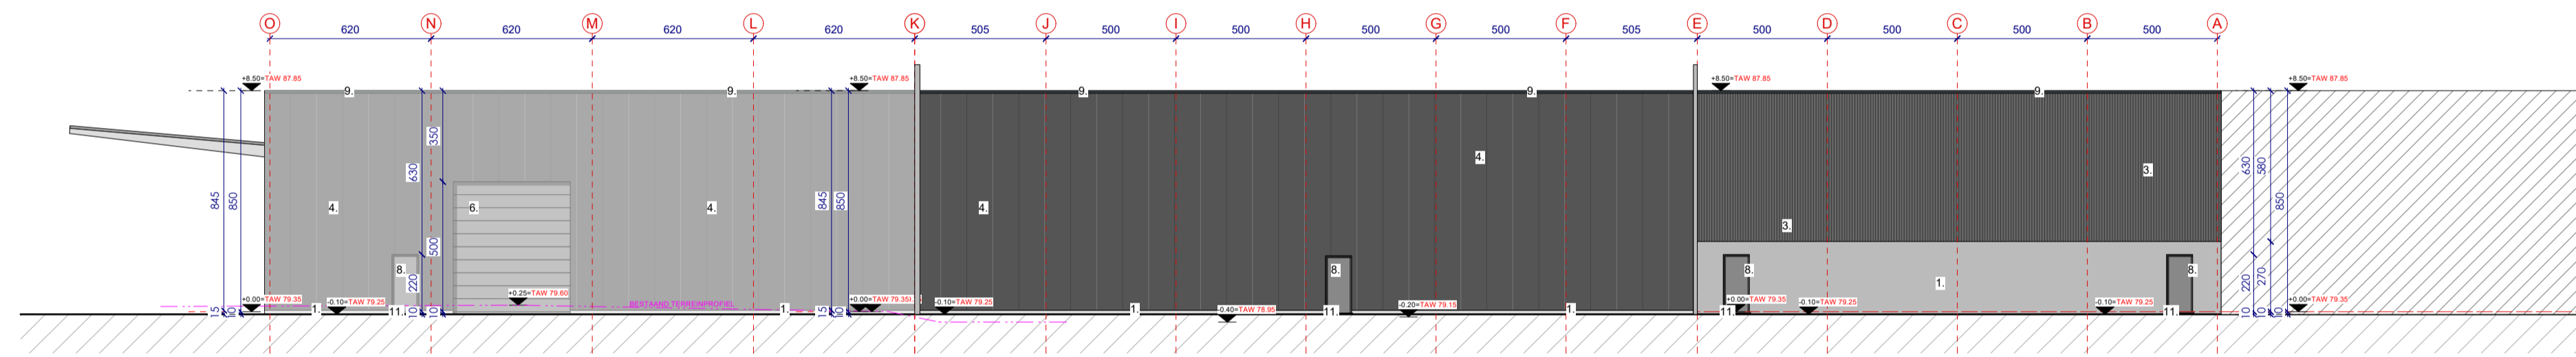 O N M L K J I H G F E D C B A
620 620 620 620 505 500 500 500 500 505 500 500 500 500
+8.50=TAW 87.85 +8.50=TAW 87.85 +8.50=TAW 87.85 +8.50=TAW 87.85
9. 9. 9. 9. 9.
350
4. 3.
630 630 580
845 850 4. 6. 4. 845 850 4. 850
3.
500
8. 8. 8. 8.
220 1. 220 270
+0.25=TAW 79.60
+0.00=TAW 79.35 -0.10=TAW 79.25 BESTAAND TERREINPROFIEL +0.00=TAW 79.35 -0.10=TAW 79.25 -0.20=TAW 79.15 +0.00=TAW 79.35 -0.10=TAW 79.25 -0.10=TAW 79.25 +0.00=TAW 79.35
15 10 1. 11. 10 10 1. 15 10 1. -0.40=TAW 78.95 11. 1. 11. 11. 10 10 10